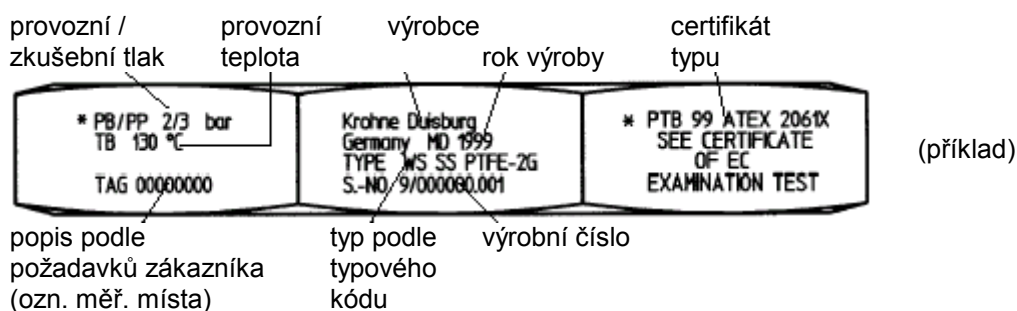 provozní /
zkušební tlak
provozní
teplota
výrobce
rok výroby
certifikát
typu
* PB/PP 2/3 bar
TB 130 °C
TAG 00000000
Krohne Duisburg
Germany MD 1999
TYPE WS SS PTFE-2G
S.-NO 9/000000.001
* PTB 99 ATEX 2061X
SEE CERTIFICATE
OF EC
EXAMINATION TEST
(příklad)
popis podle
požadavků zákazníka
(ozn. měř. místa)
typ podle
typového
kódu
výrobní číslo